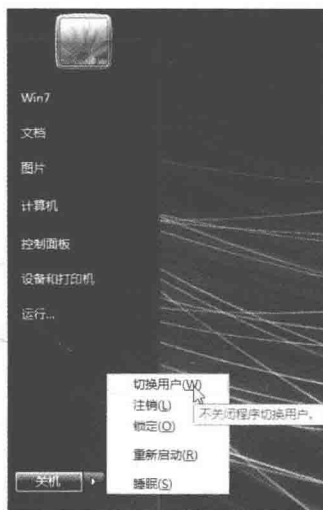 Win7
文档
图片
计算机
控制面板
设备和打印机
运行...
切换用户(W)
不关闭程序切换用户。
注销(L)
锁定(O)
重新启动(R)
睡眠(S)
关机